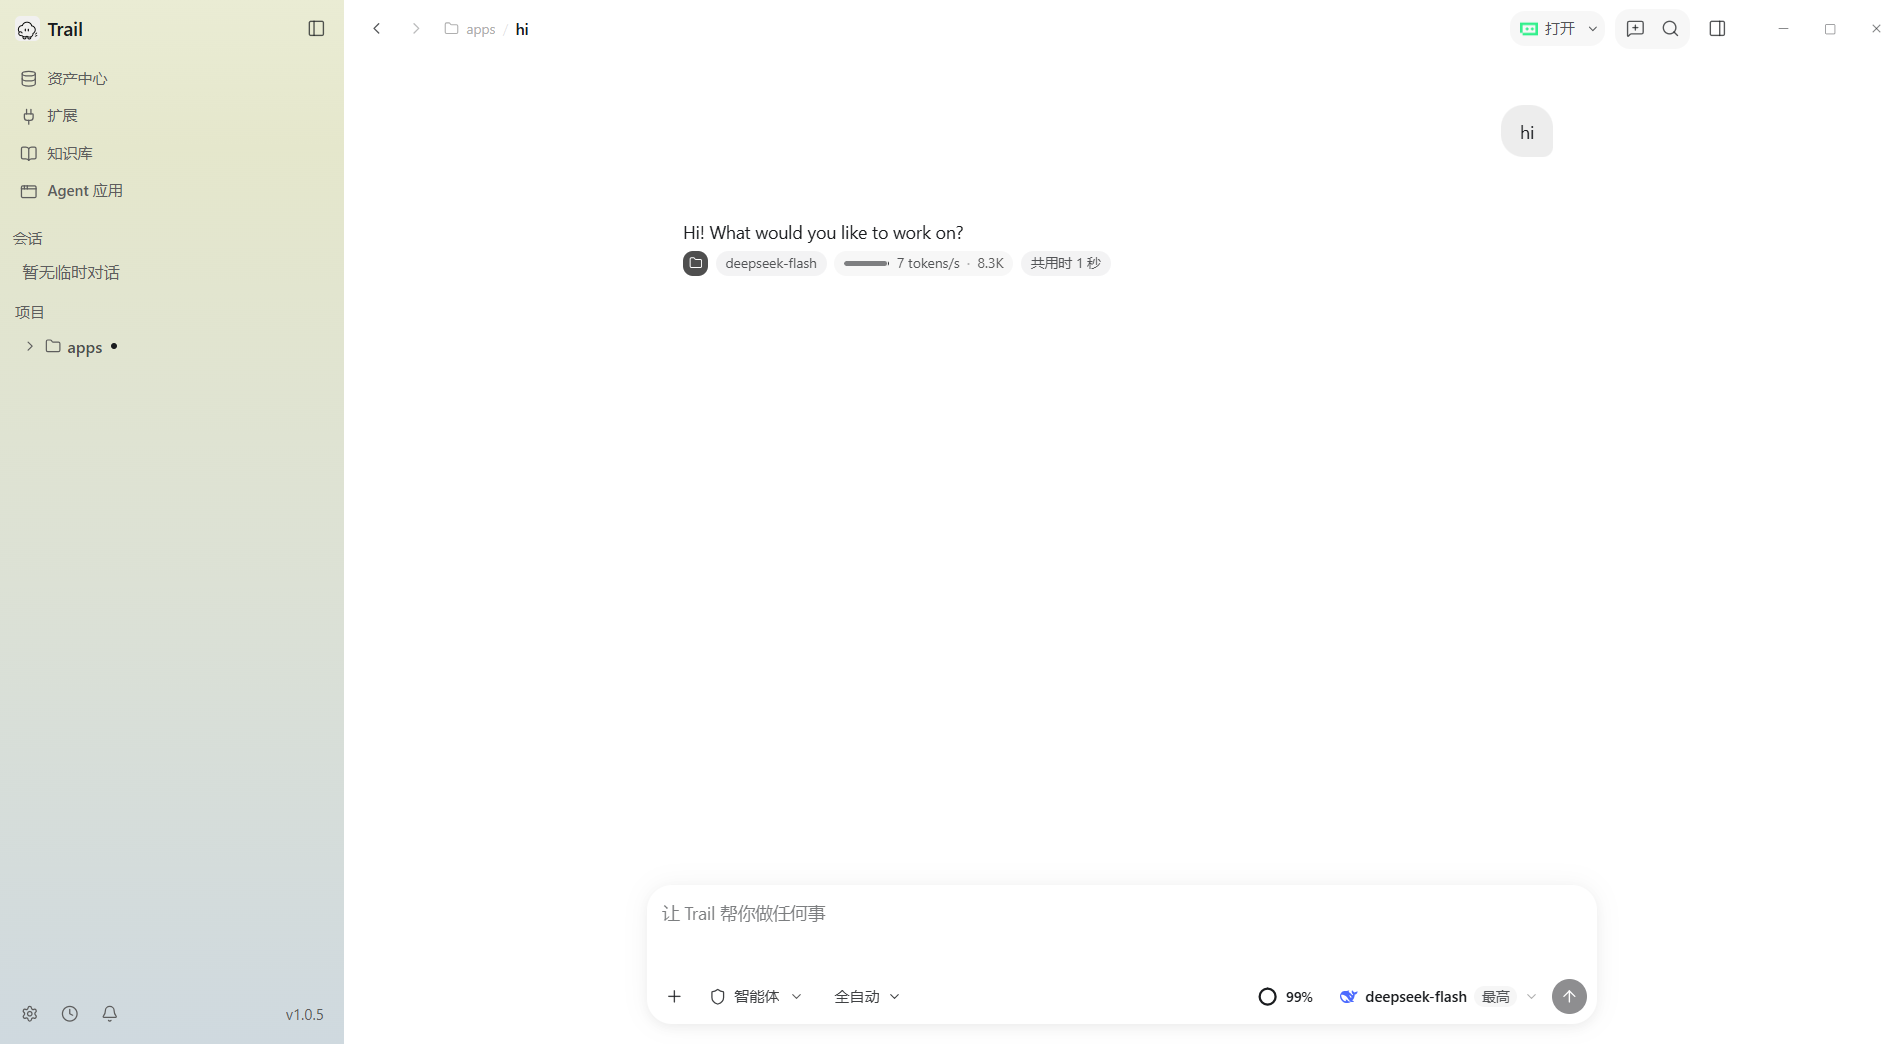 Trail
资产中心
扩展
知识库
Agent 应用
会话
暂无临时对话
项目
apps
v1.0.5
apps / hi
打开
hi
Hi! What would you like to work on?
deepseek-flash 7 tokens/s · 8.3K 共用时 1 秒
让 Trail 帮你做任何事
智能体 全自动 99% deepseek-flash 最高